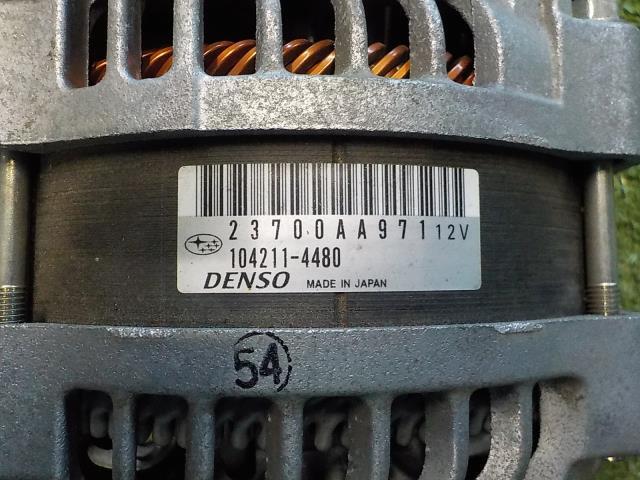 23700AA971 12V
104211-4480
DENSO MADE IN JAPAN
54